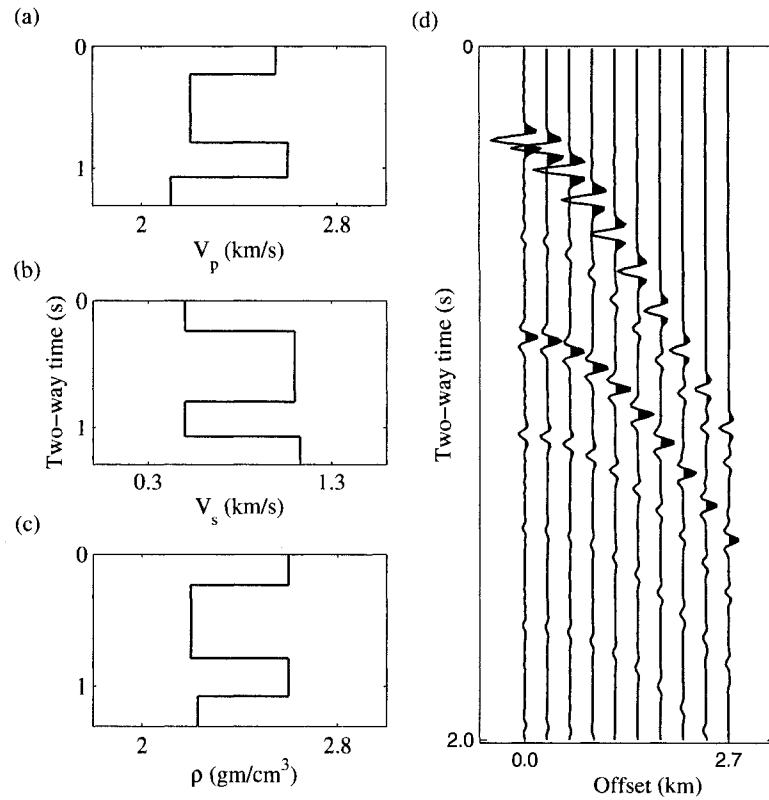 (a)
0
1
2 2.8
V_p (km/s)
(b)
0
1
0.3 1.3
V_s (km/s)
Two-way time (s)
(c)
0
1
2 2.8
ρ (gm/cm³)
(d)
0
2.0
Two-way time (s)
0.0 2.7
Offset (km)